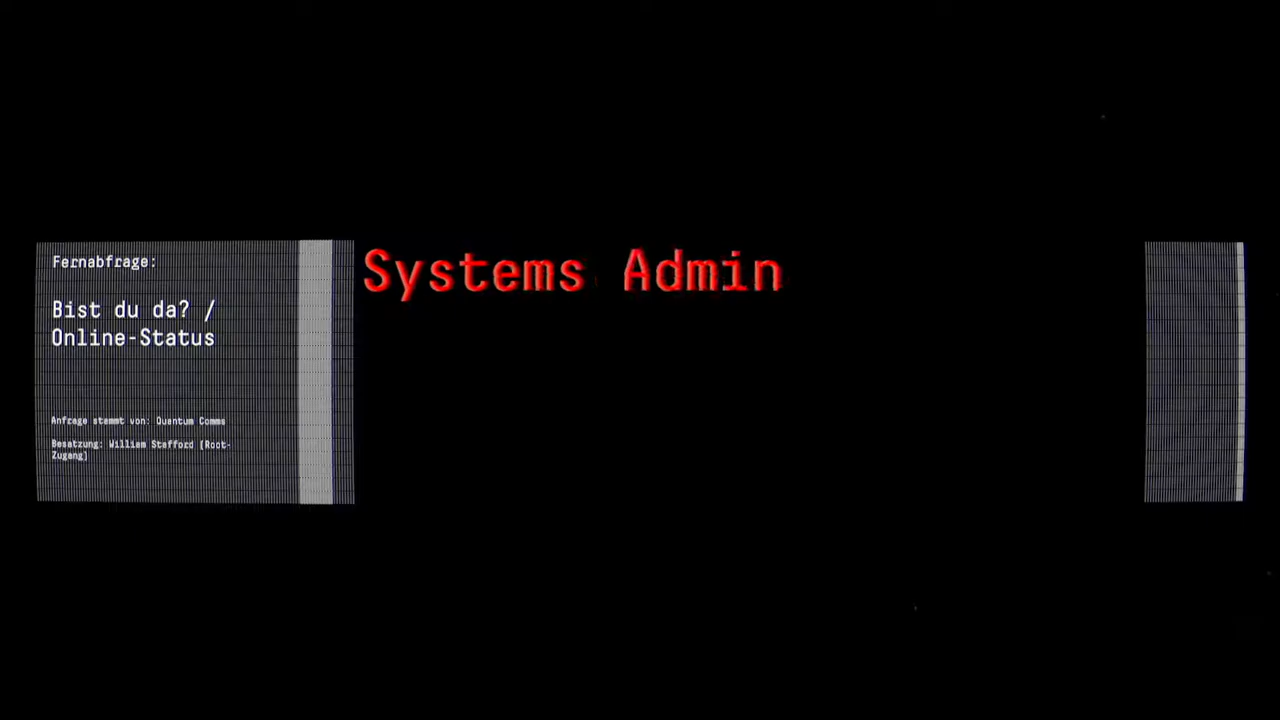 Fernabfrage:
Systems Admin
Bist du da? /
Online-Status
Anfrage stammt von: Quantum Comms
Besatzung: William Stafford [Root-
Zugang]